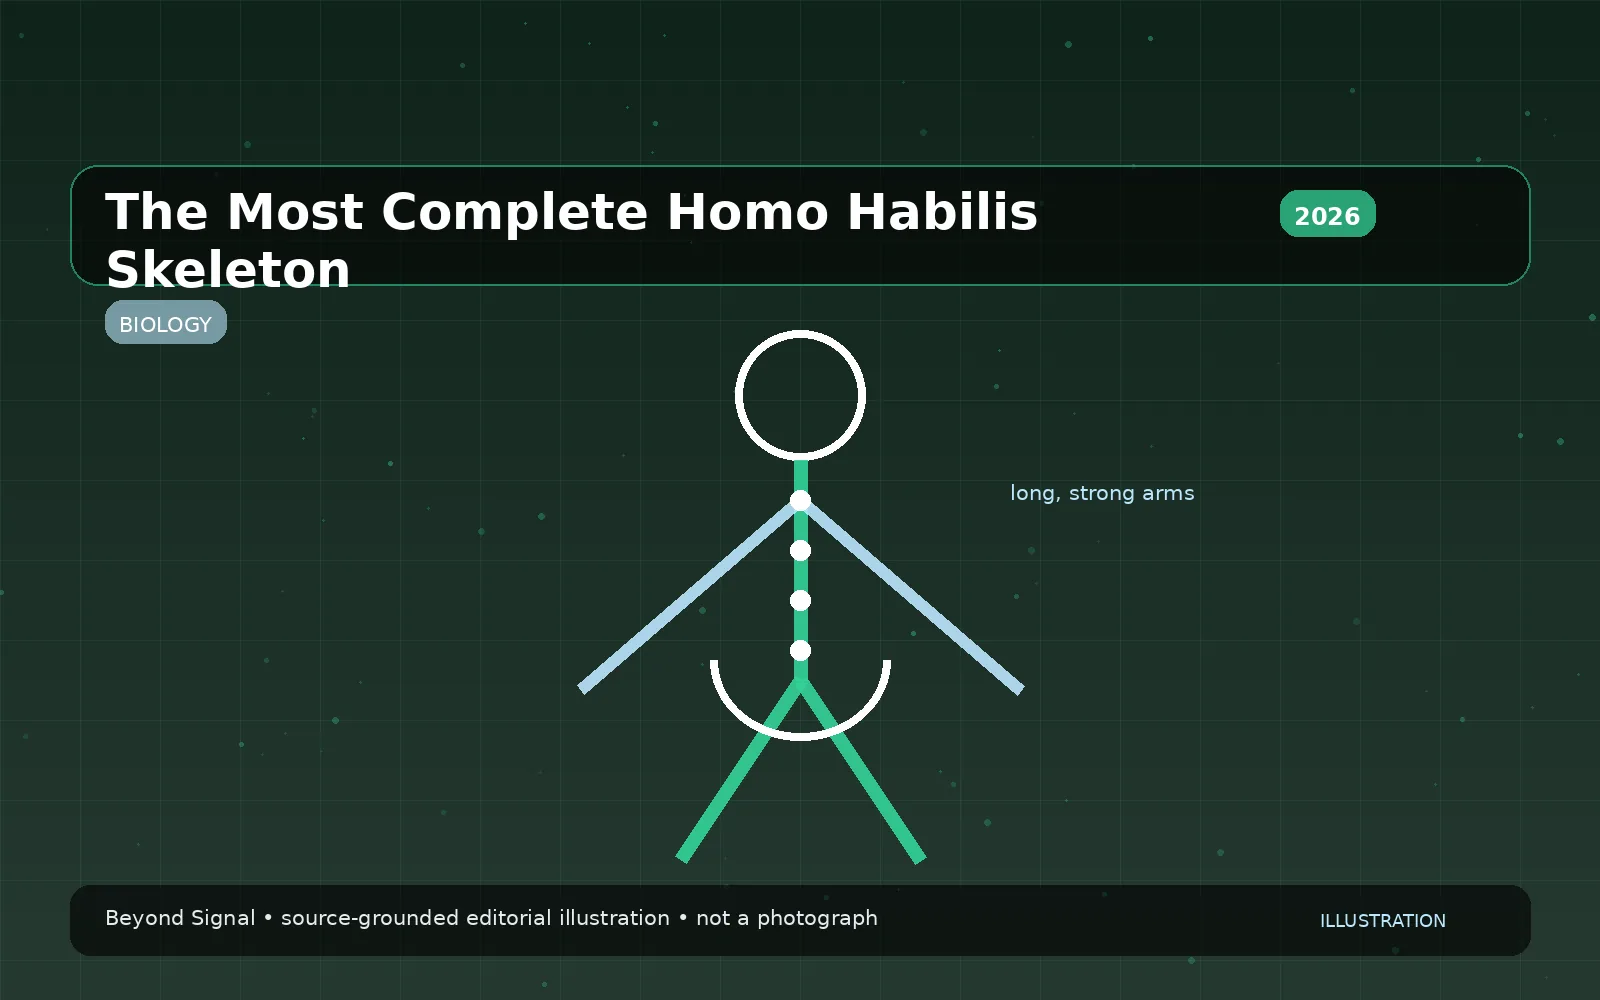 The Most Complete Homo Habilis
Skeleton
2026
BIOLOGY
long, strong arms
Beyond Signal • source-grounded editorial illustration • not a photograph
ILLUSTRATION